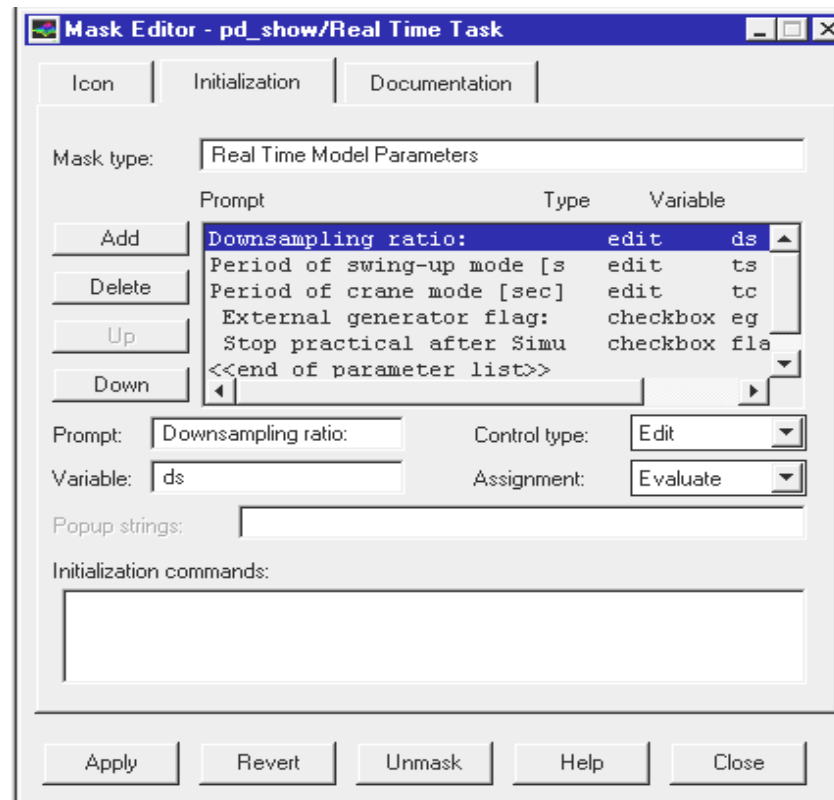 Mask Editor - pd_show/Real Time Task
Icon Initialization Documentation
Mask type: Real Time Model Parameters
Prompt Type Variable
Add
Delete
Up
Down
Downsampling ratio: edit ds
Period of swing-up mode [s edit ts
Period of crane mode [sec] edit tc
External generator flag: checkbox eg
Stop practical after Simu checkbox fla
<<end of parameter list>>
Prompt: Downsampling ratio: Control type: Edit
Variable: ds Assignment: Evaluate
Popup strings:
Initialization commands:
Apply Revert Unmask Help Close